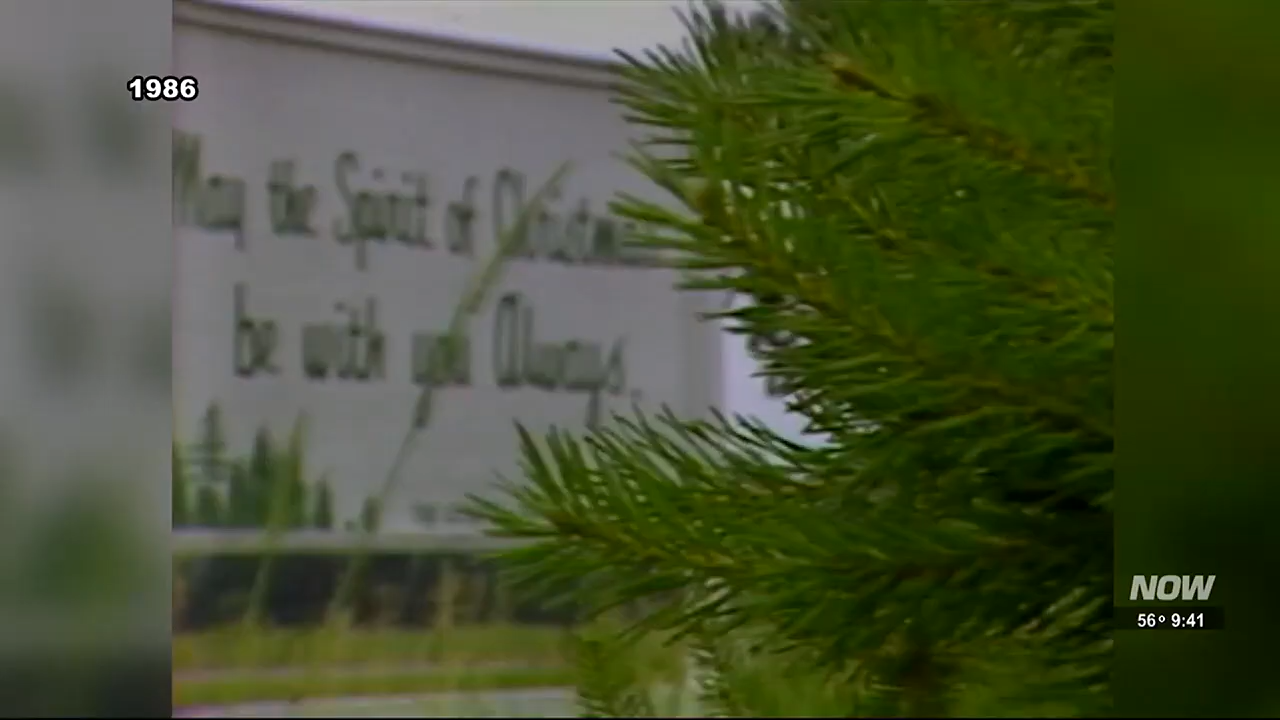 1986
May the Spirit of Christmas
be with you Always.
NOW
56° 9:41